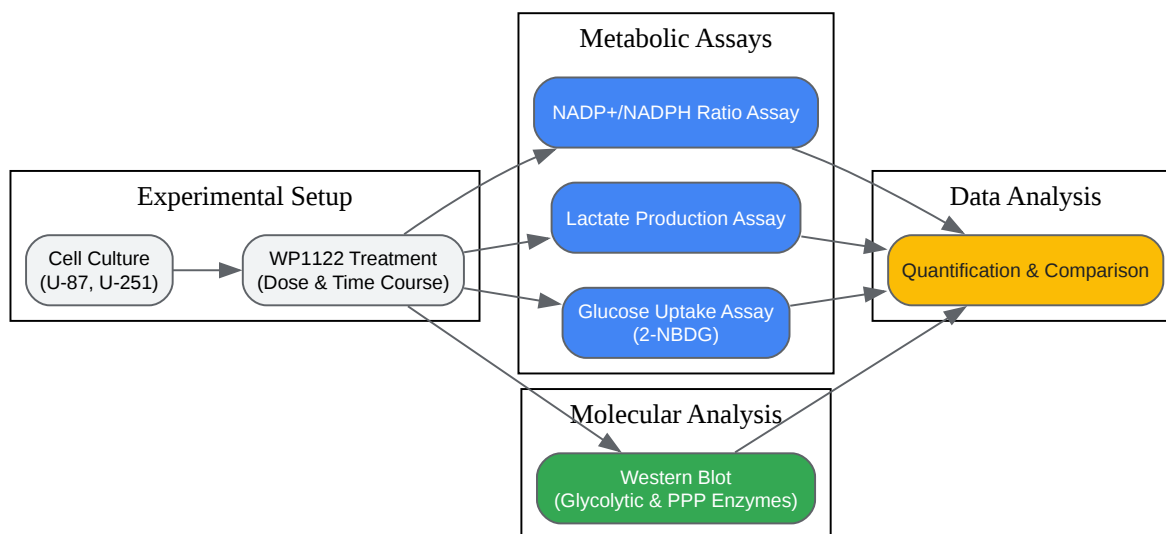 Experimental Setup
Cell Culture
(U-87, U-251)
WP1122 Treatment
(Dose & Time Course)
Metabolic Assays
NADP+/NADPH Ratio Assay
Lactate Production Assay
Glucose Uptake Assay
(2-NBDG)
Molecular Analysis
Western Blot
(Glycolytic & PPP Enzymes)
Data Analysis
Quantification & Comparison